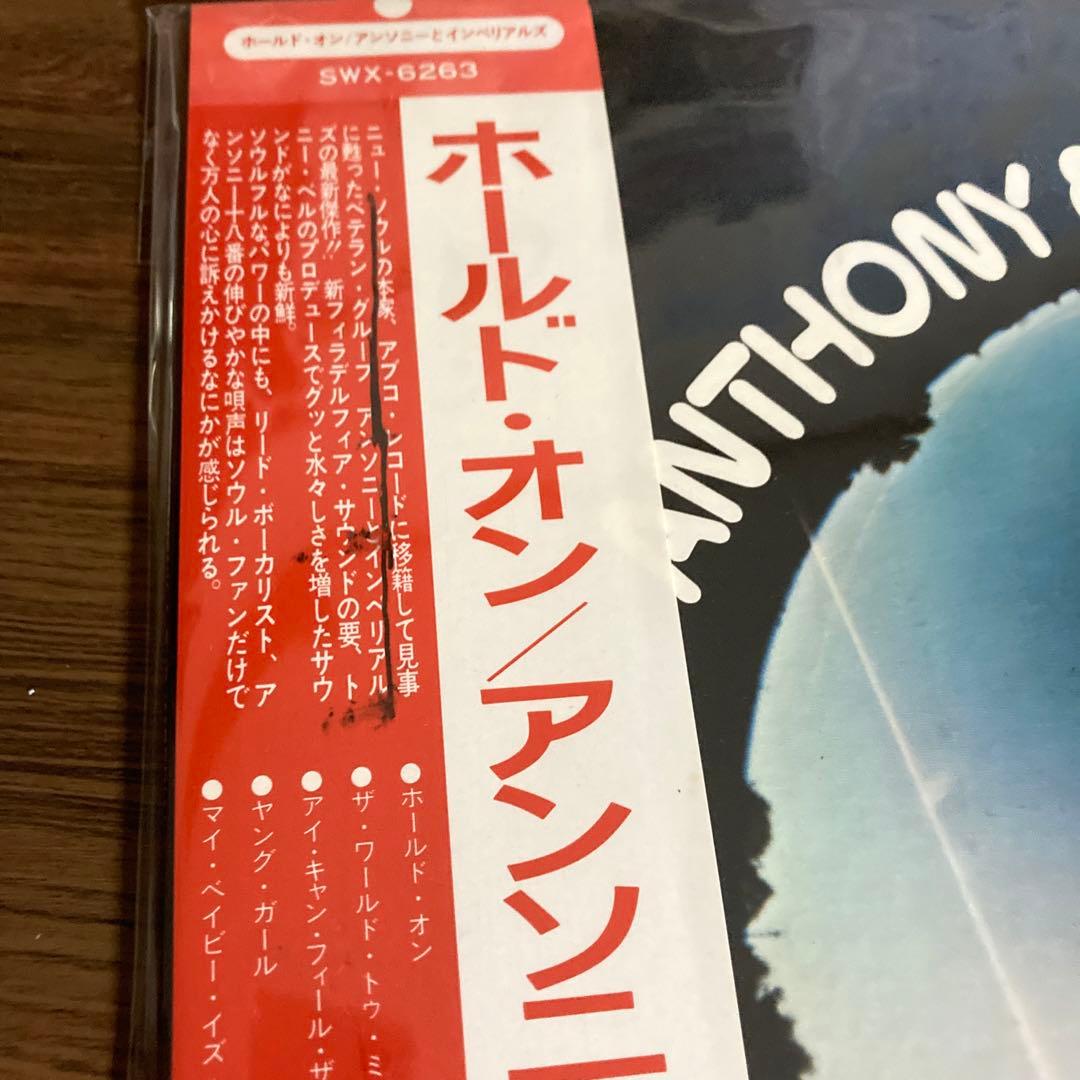 ホールド・オン/アンソニーとインペリアルズ
SWX-6263
ホールド・オン/アンソニ
ニュー・ソウルの本家、アブコ・レコードに移籍して見事
に甦ったベテラン・グループ アンソニーとインペリアル
ズの最新傑作!! 新フィラデルフィア・サウンドの要、ト
ニー・ベルのプロデュースでグッと水々しさを増したサウ
ンドがなによりも新鮮。
ソウルフルなパワーの中にも、リード・ボーカリスト、ア
ンソニー十八番の伸びやかな唄声はソウル・ファンだけで
なく万人の心に訴えかけるなにかが感じられる。
●ホールド・オン
●ザ・ワールド・トゥ・ミ
●アイ・キャン・フィール・ザ
●ヤング・ガール
●マイ・ベイビー・イズ
ANTHONY &